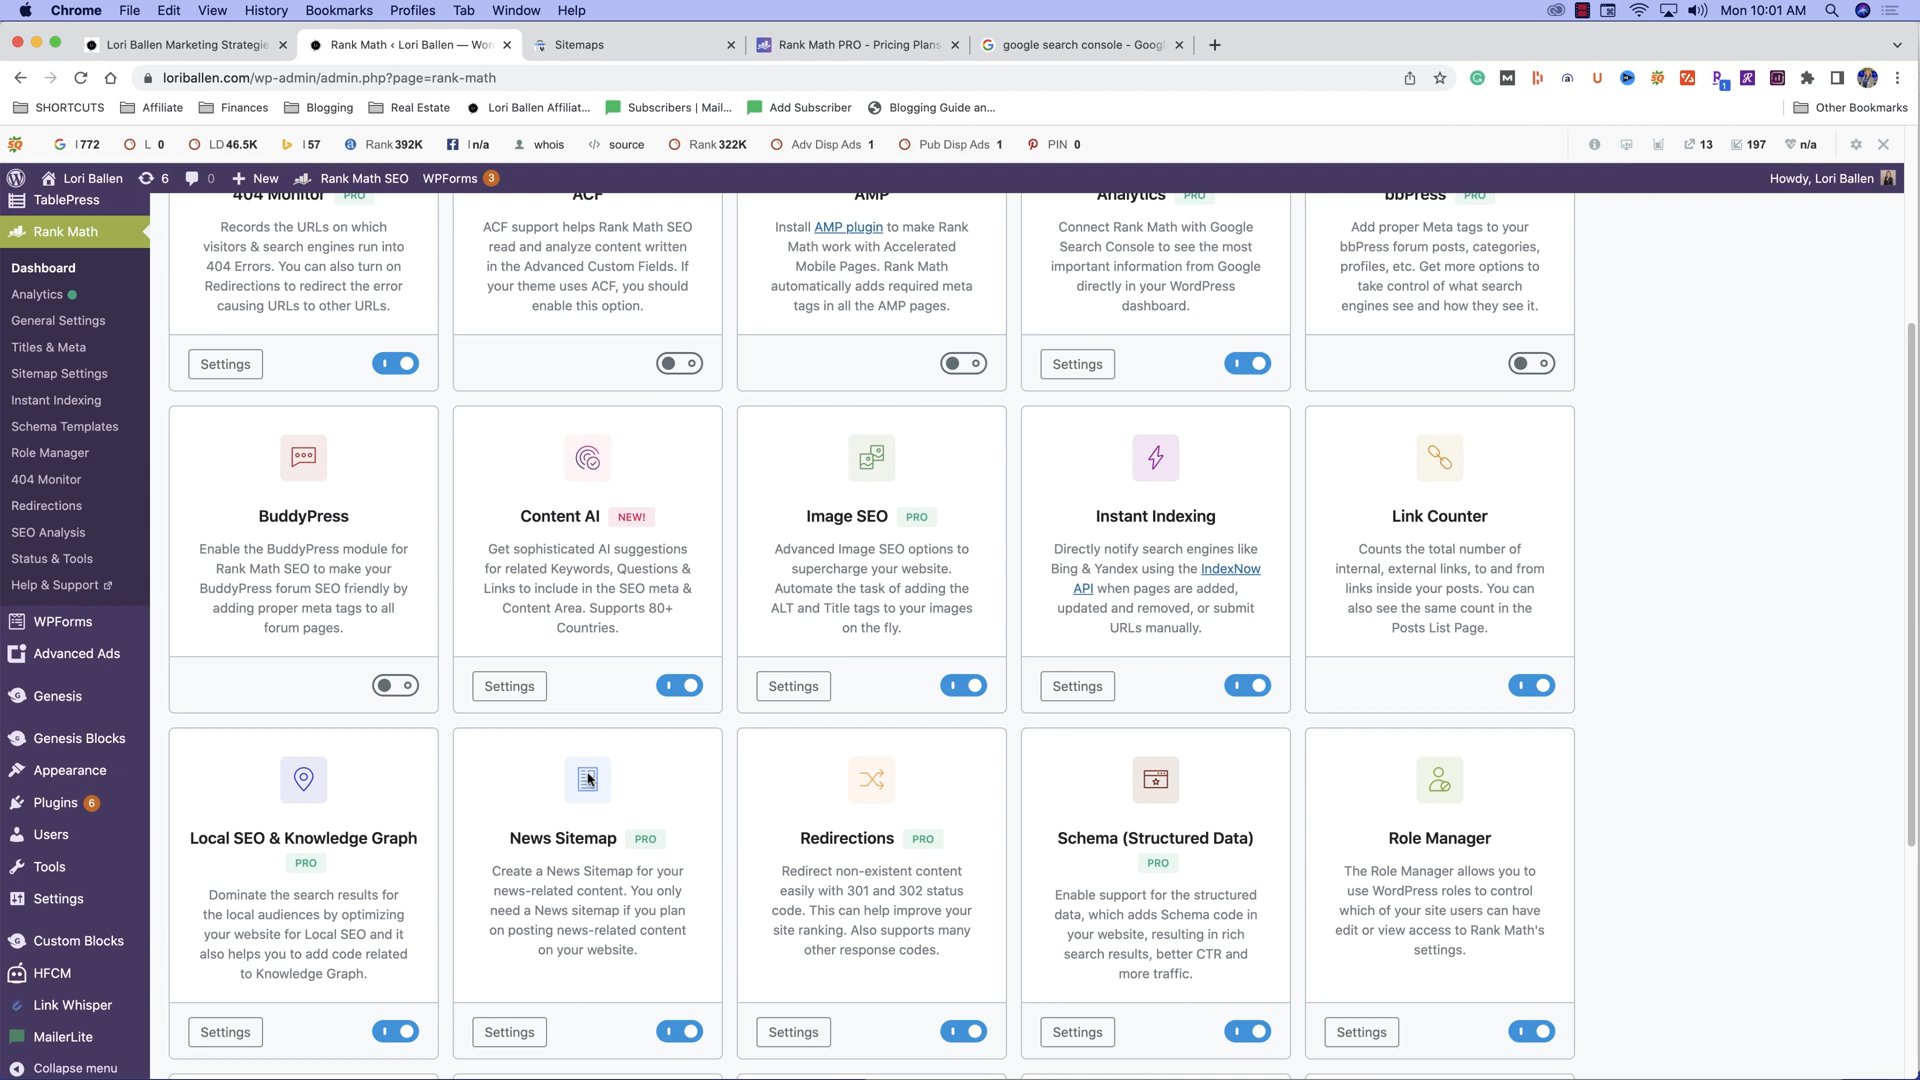 Chrome File Edit View History Bookmarks Profiles Tab Window Help Mon 10:01 AM
Lori Ballen Marketing Strategie Rank Math ‹ Lori Ballen — Wor Sitemaps Rank Math PRO - Pricing Plans google search console - Googl
loriballen.com/wp-admin/admin.php?page=rank-math
SHORTCUTS Affiliate Finances Blogging Real Estate Lori Ballen Affiliat... Subscribers | Mail... Add Subscriber Blogging Guide an... Other Bookmarks
I 772 L 0 LD 46.5K I 57 Rank 392K I n/a whois source Rank 322K Adv Disp Ads 1 Pub Disp Ads 1 PIN 0 13 197 n/a
Lori Ballen 6 0 New Rank Math SEO WPForms 3 Howdy, Lori Ballen
TablePress
Rank Math
Dashboard
Analytics
General Settings
Titles & Meta
Sitemap Settings
Instant Indexing
Schema Templates
Role Manager
404 Monitor
Redirections
SEO Analysis
Status & Tools
Help & Support
WPForms
Advanced Ads
Genesis
Genesis Blocks
Appearance
Plugins 6
Users
Tools
Settings
Custom Blocks
HFCM
Link Whisper
MailerLite
Collapse menu
404 Monitor PRO
Records the URLs on which
visitors & search engines run into
404 Errors. You can also turn on
Redirections to redirect the error
causing URLs to other URLs.
Settings
ACF
ACF support helps Rank Math SEO
read and analyze content written
in the Advanced Custom Fields. If
your theme uses ACF, you should
enable this option.
AMP
Install AMP plugin to make Rank
Math work with Accelerated
Mobile Pages. Rank Math
automatically adds required meta
tags in all the AMP pages.
Analytics PRO
Connect Rank Math with Google
Search Console to see the most
important information from Google
directly in your WordPress
dashboard.
Settings
bbPress PRO
Add proper Meta tags to your
bbPress forum posts, categories,
profiles, etc. Get more options to
take control of what search
engines see and how they see it.
BuddyPress
Enable the BuddyPress module for
Rank Math SEO to make your
BuddyPress forum SEO friendly by
adding proper meta tags to all
forum pages.
Content AI NEW!
Get sophisticated AI suggestions
for related Keywords, Questions &
Links to include in the SEO meta &
Content Area. Supports 80+
Countries.
Settings
Image SEO PRO
Advanced Image SEO options to
supercharge your website.
Automate the task of adding the
ALT and Title tags to your images
on the fly.
Settings
Instant Indexing
Directly notify search engines like
Bing & Yandex using the IndexNow
API when pages are added,
updated and removed, or submit
URLs manually.
Settings
Link Counter
Counts the total number of
internal, external links, to and from
links inside your posts. You can
also see the same count in the
Posts List Page.
Local SEO & Knowledge Graph
PRO
Dominate the search results for
the local audiences by optimizing
your website for Local SEO and it
also helps you to add code related
to Knowledge Graph.
Settings
News Sitemap PRO
Create a News Sitemap for your
news-related content. You only
need a News sitemap if you plan
on posting news-related content
on your website.
Settings
Redirections PRO
Redirect non-existent content
easily with 301 and 302 status
code. This can help improve your
site ranking. Also supports many
other response codes.
Settings
Schema (Structured Data)
PRO
Enable support for the structured
data, which adds Schema code in
your website, resulting in rich
search results, better CTR and
more traffic.
Settings
Role Manager
The Role Manager allows you to
use WordPress roles to control
which of your site users can have
edit or view access to Rank Math's
settings.
Settings